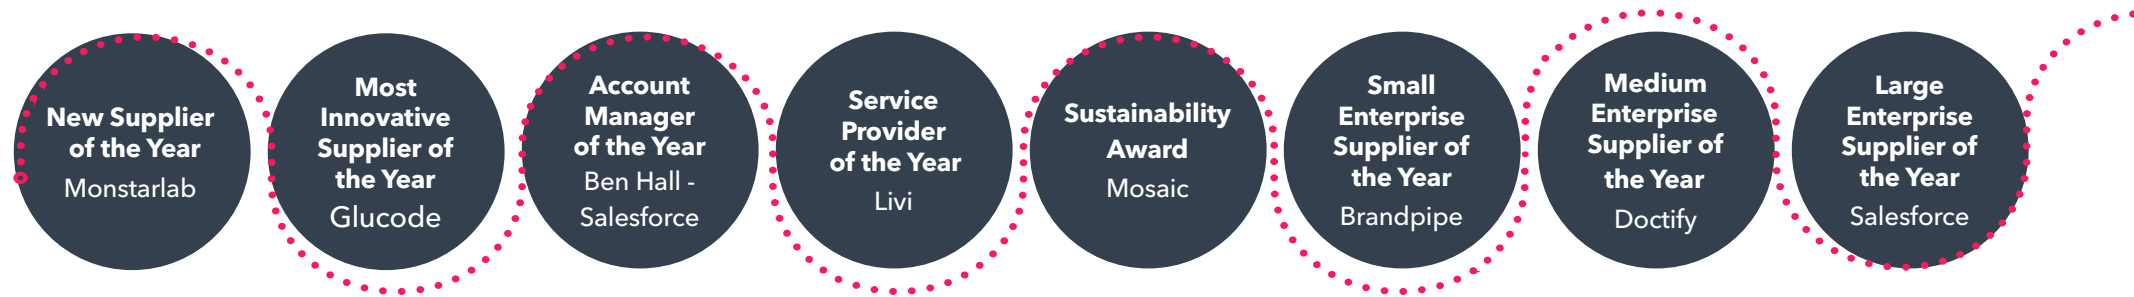 New Supplier
of the Year
Monstarlab
Most
Innovative
Supplier of
the Year
Glucode
Account
Manager
of the Year
Ben Hall -
Salesforce
Service
Provider
of the Year
Livi
Sustainability
Award
Mosaic
Small
Enterprise
Supplier of
the Year
Brandpipe
Medium
Enterprise
Supplier of
the Year
Doctify
Large
Enterprise
Supplier of
the Year
Salesforce